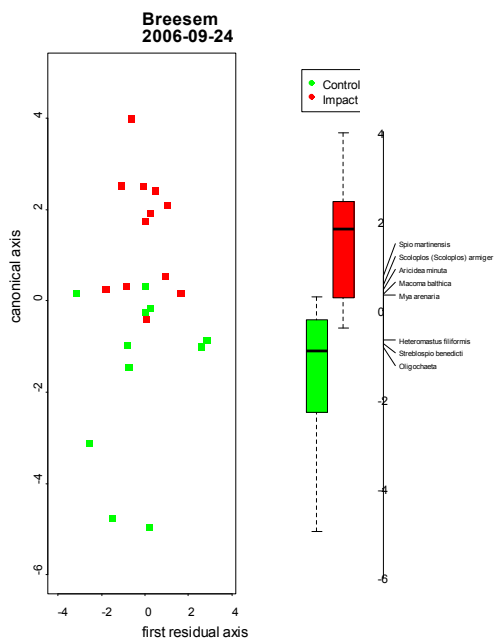 Breesem
2006-09-24
Control
Impact
canonical axis
4
2
0
-2
-4
-6
-4
-2
0
2
4
first residual axis
4
2
0
-2
-4
-6
Spio martinensis
Scoloplos (Scoloplos) armiger
Aricidea minuta
Macoma balthica
Mya arenaria
Heteromastus filiformis
Streblospio benedicti
Oligochaeta